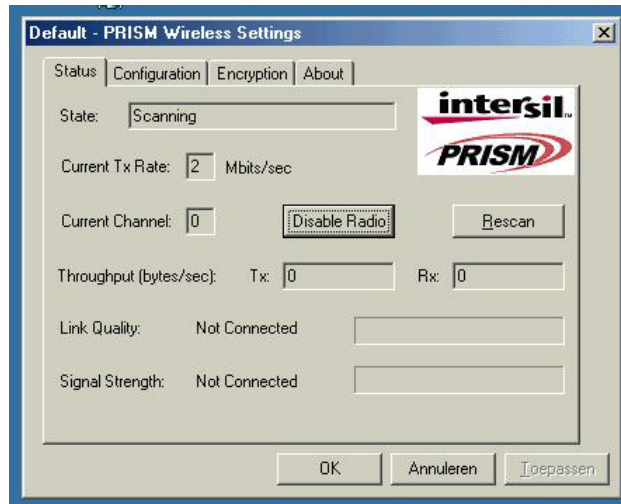 Default - PRISM Wireless Settings
Status Configuration Encryption About
intersil
PRISM
State: Scanning
Current Tx Rate: 2 Mbits/sec
Current Channel: 0 Disable Radio Rescan
Throughput (bytes/sec): Tx: 0 Rx: 0
Link Quality: Not Connected
Signal Strength: Not Connected
OK Annuleren Toepassen